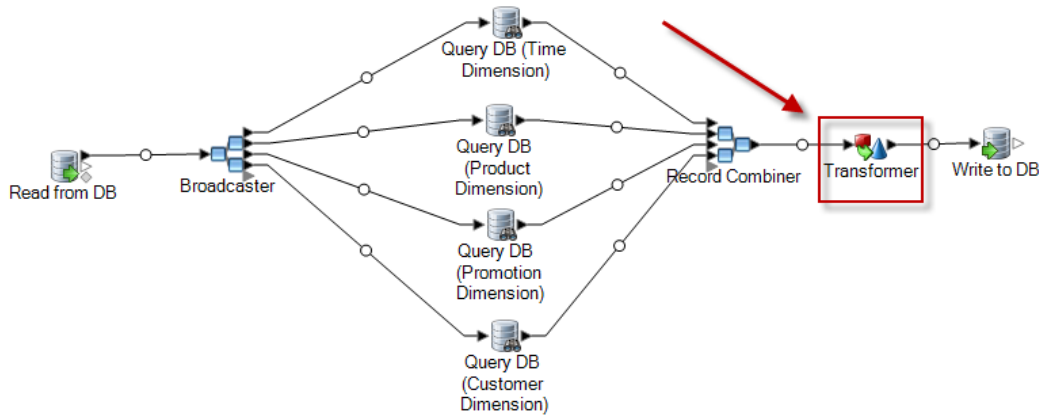 Query DB (Time
Dimension)
Query DB
(Product
Dimension)
Read from DB
Broadcaster
Record Combiner
Transformer
Write to DB
Query DB
(Promotion
Dimension)
Query DB
(Customer
Dimension)